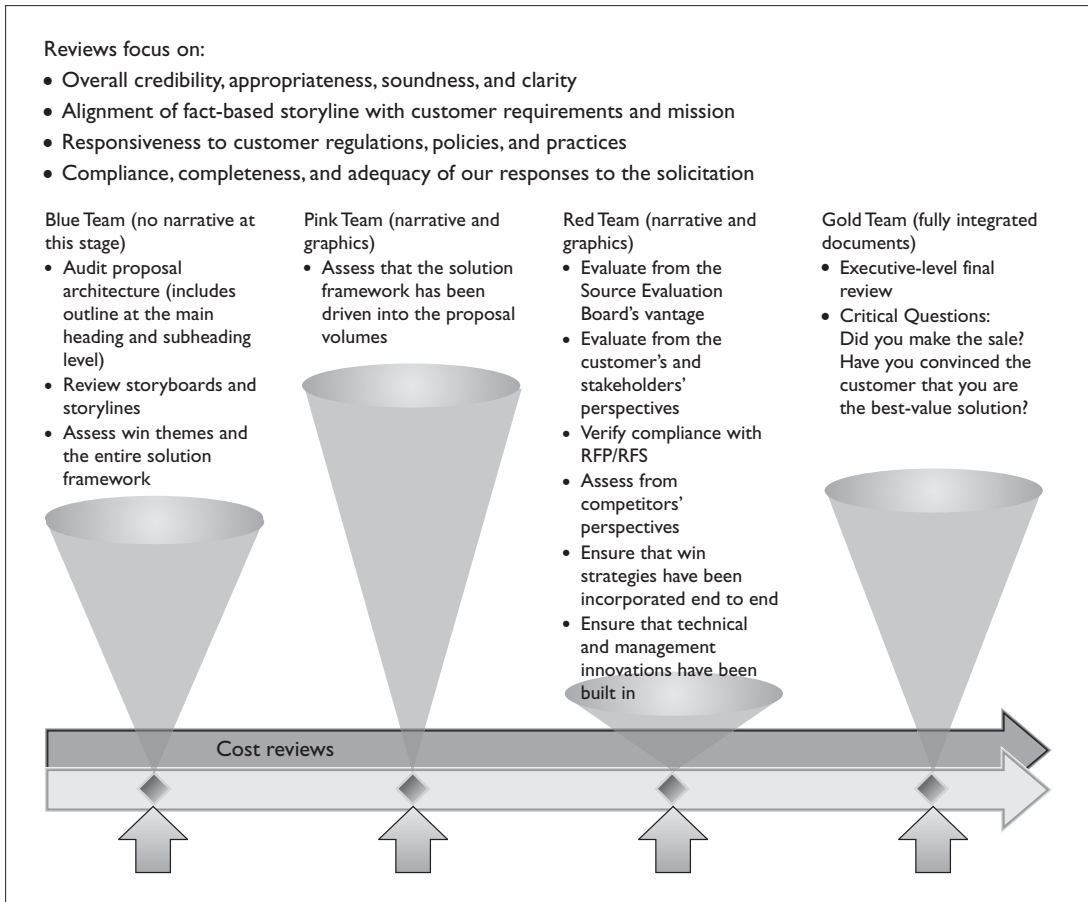 Reviews focus on:
• Overall credibility, appropriateness, soundness, and clarity
• Alignment of fact-based storyline with customer requirements and mission
• Responsiveness to customer regulations, policies, and practices
• Compliance, completeness, and adequacy of our responses to the solicitation
Blue Team (no narrative at
this stage)
• Audit proposal
architecture (includes
outline at the main
heading and subheading
level)
• Review storyboards and
storylines
• Assess win themes and
the entire solution
framework
Pink Team (narrative and
graphics)
• Assess that the solution
framework has been
driven into the proposal
volumes
Red Team (narrative and
graphics)
• Evaluate from the
Source Evaluation
Board's vantage
• Evaluate from the
customer's and
stakeholders'
perspectives
• Verify compliance with
RFP/RFS
• Assess from
competitors'
perspectives
• Ensure that win
strategies have been
incorporated end to end
• Ensure that technical
and management
innovations have been
built in
Gold Team (fully integrated
documents)
• Executive-level final
review
• Critical Questions:
Did you make the sale?
Have you convinced the
customer that you are
the best-value solution?
Cost reviews